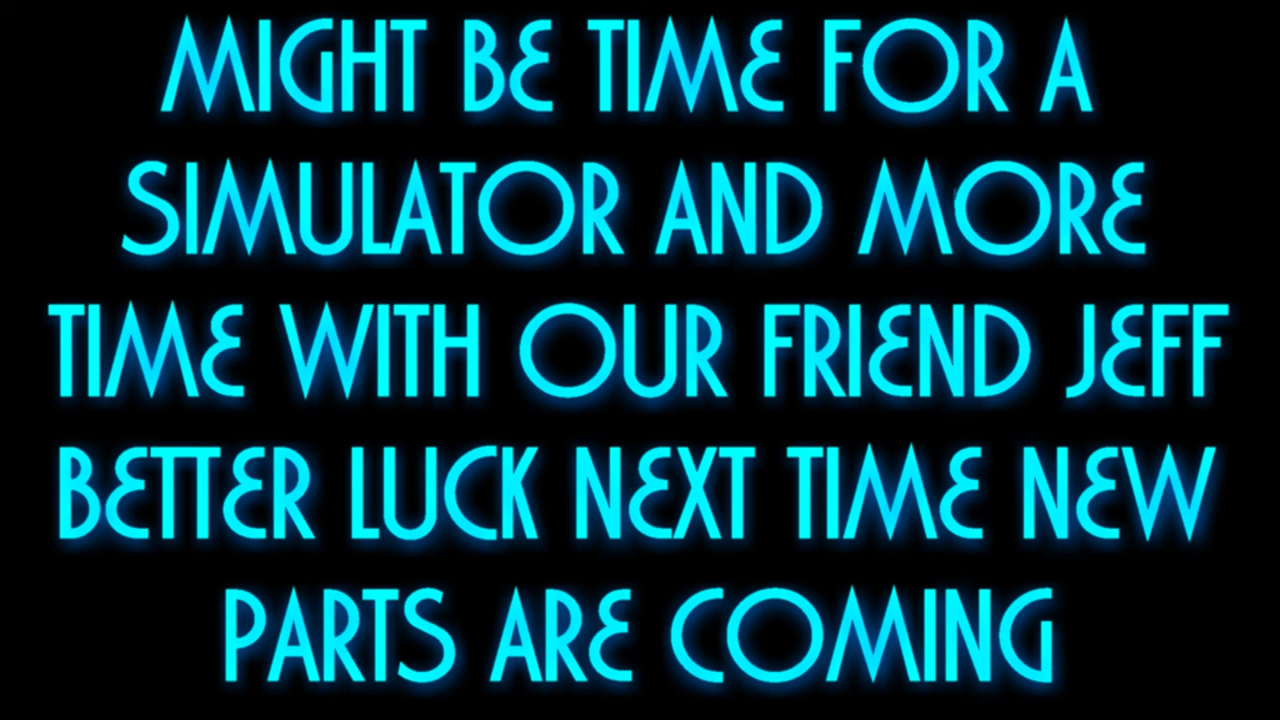 MIGHT BE TIME FOR A
SIMULATOR AND MORE
TIME WITH OUR FRIEND JEFF
BETTER LUCK NEXT TIME NEW
PARTS ARE COMING